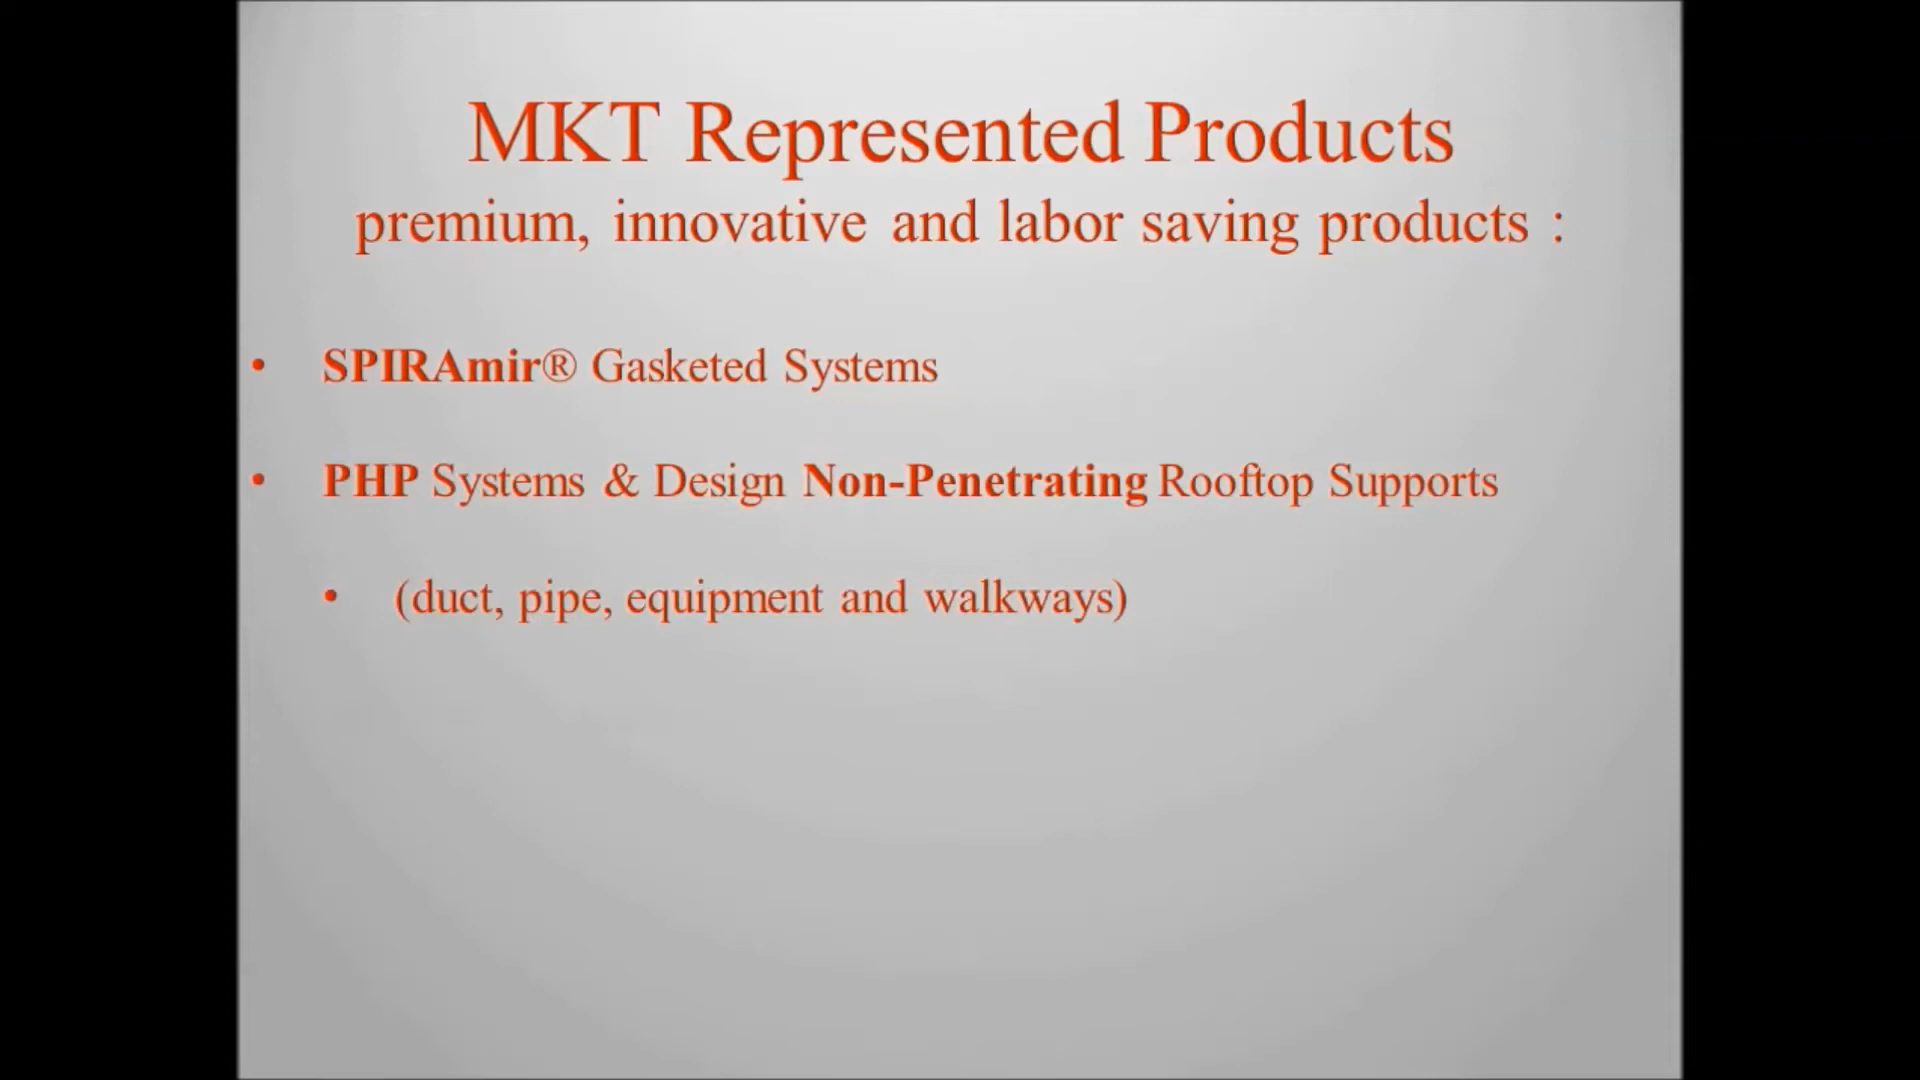 MKT Represented Products
premium, innovative and labor saving products :
• SPIRAmir® Gasketed Systems
• PHP Systems & Design Non-Penetrating Rooftop Supports
• (duct, pipe, equipment and walkways)